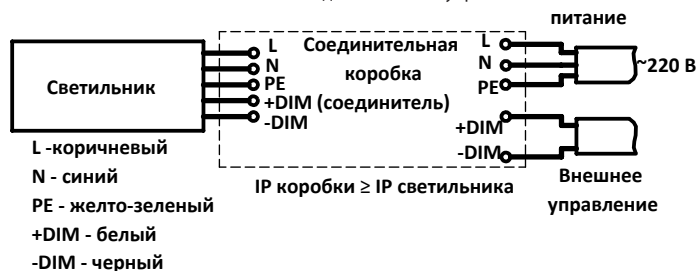 питание
Светильник
L
N
PE
+DIM
-DIM
Соединительная
коробка
(соединитель)
L
N
PE
+DIM
-DIM
~220 В
Внешнее
управление
IP коробки ≥ IP светильника
L -коричневый
N - синий
PE - желто-зеленый
+DIM - белый
-DIM - черный